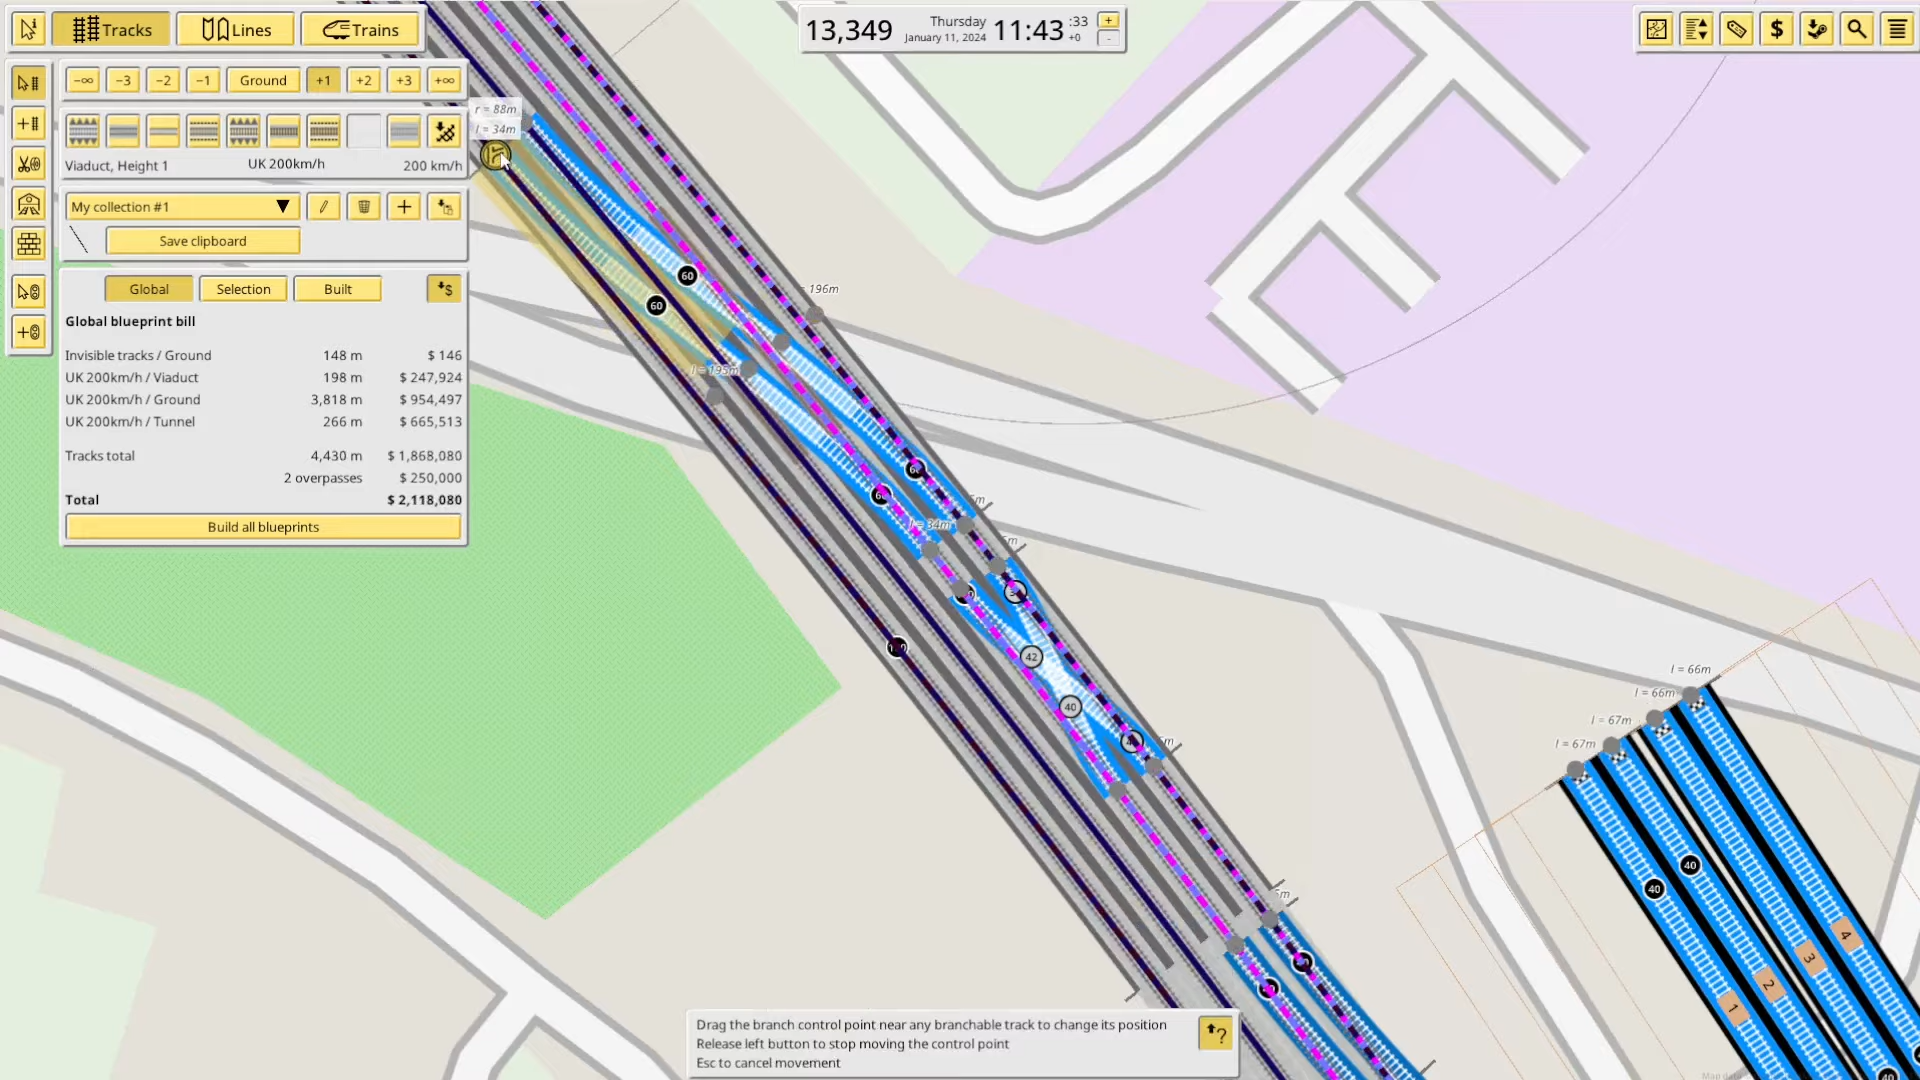 Tracks
Lines
Trains
13,349
Thursday
January 11, 2024
11:43
:33
+0
+
-
$
-∞
-3
-2
-1
Ground
+1
+2
+3
+∞
Viaduct, Height 1
UK 200km/h
200 km/h
My collection #1
Save clipboard
Global
Selection
Built
Global blueprint bill
Invisible tracks / Ground 148 m $ 146
UK 200km/h / Viaduct 198 m $ 247,924
UK 200km/h / Ground 3,818 m $ 954,497
UK 200km/h / Tunnel 266 m $ 665,513
Tracks total 4,430 m $ 1,868,080
2 overpasses $ 250,000
Total $ 2,118,080
Build all blueprints
r = 88m
l = 34m
60
60
196m
l = 195m
l = 34m
42
40
l = 66m
l = 66m
l = 67m
l = 67m
40
40
1
2
3
4
Drag the branch control point near any branchable track to change its position
Release left button to stop moving the control point
Esc to cancel movement
?